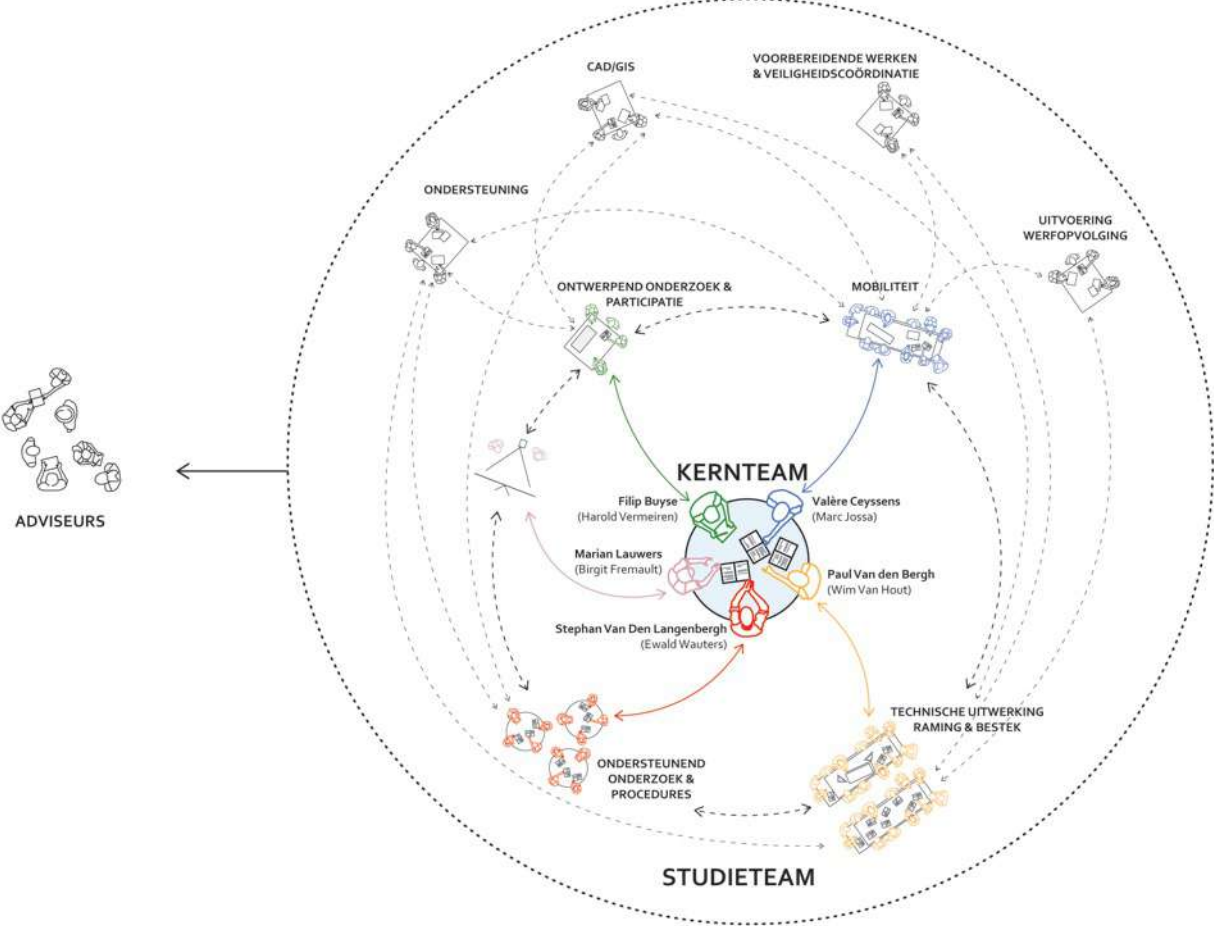 CAD/GIS
VOORBEREIDENDE WERKEN
& VEILIGHEIDSCOÖRDINATIE
ONDERSTEUNING
UITVOERING
WERFOPVOLGING
ONTWERPEND ONDERZOEK &
PARTICIPATIE
MOBILITEIT
KERNTEAM
Filip Buyse
(Harold Vermeiren)
Valère Ceyssens
(Marc Jossa)
ADVISEURS
Marian Lauwers
(Birgit Fremault)
Paul Van den Bergh
(Wim Van Hout)
Stephan Van Den Langenbergh
(Ewald Wauters)
TECHNISCHE UITWERKING
RAMING & BESTEK
ONDERSTEUNEND
ONDERZOEK &
PROCEDURES
STUDIETEAM